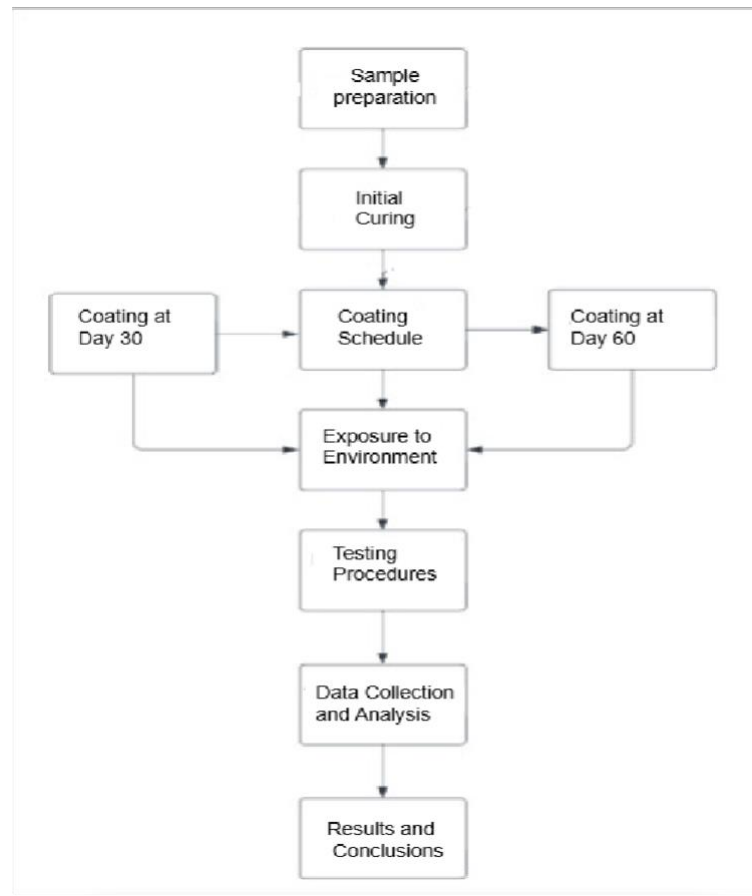 Sample
preparation
Initial
Curing
Coating at
Day 30
Coating
Schedule
Coating at
Day 60
Exposure to
Environment
Testing
Procedures
Data Collection
and Analysis
Results and
Conclusions